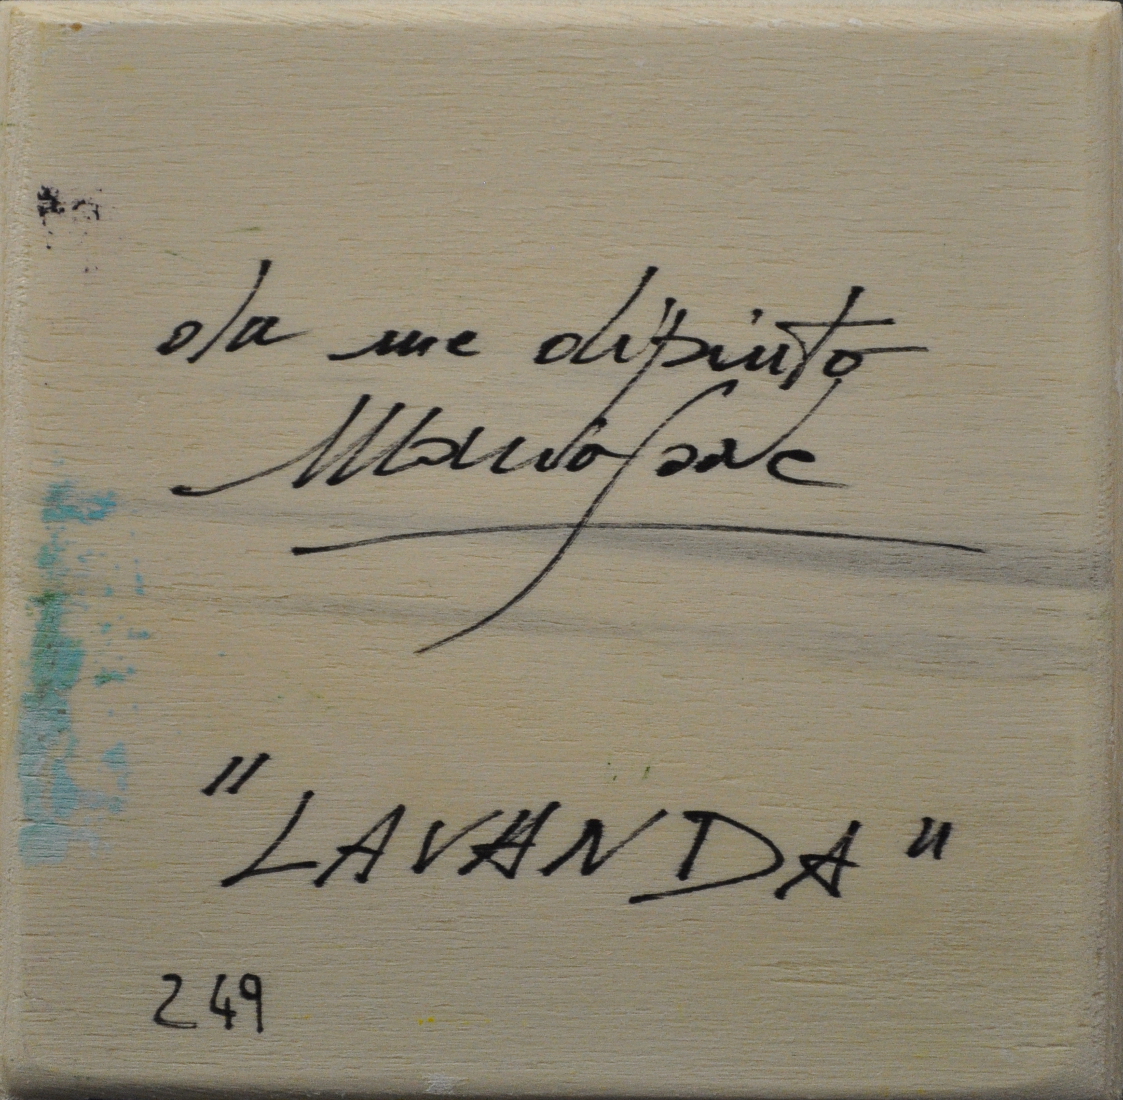 da me dipinto
"LAVANDA"
249